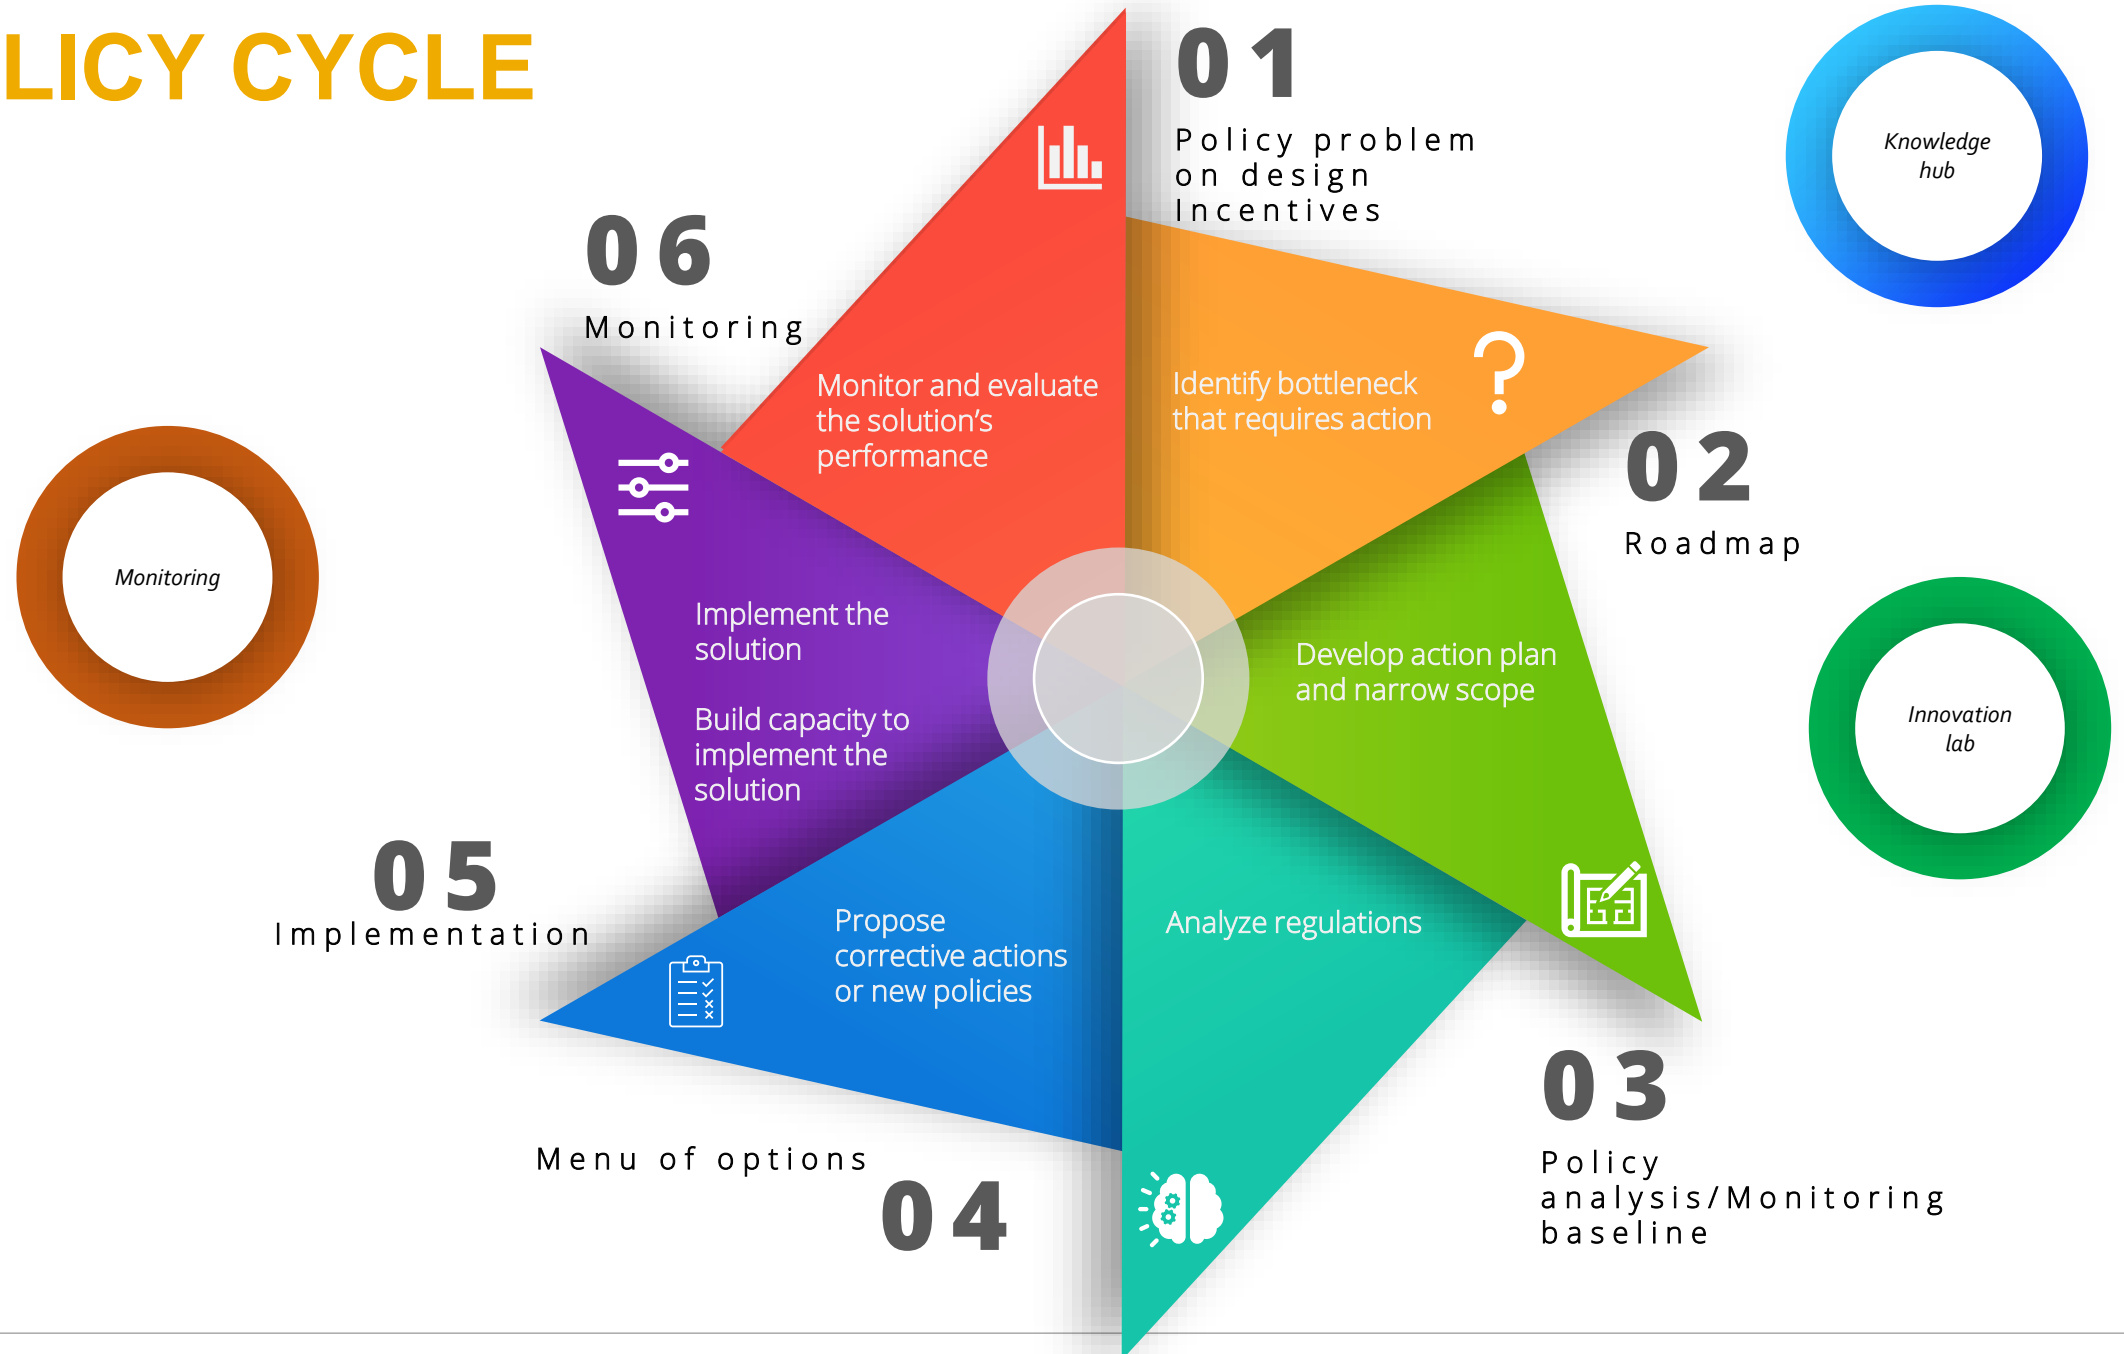 LICY CYCLE
01
Policy problem
on design
Incentives
Knowledge
hub
06
Monitoring
Monitor and evaluate
the solution’s
performance
Identify bottleneck
that requires action
02
Roadmap
Monitoring
Implement the
solution
Build capacity to
implement the
solution
Develop action plan
and narrow scope
Innovation
lab
05
Implementation
Propose
corrective actions
or new policies
Analyze regulations
03
Policy
analysis/Monitoring
baseline
Menu of options
04